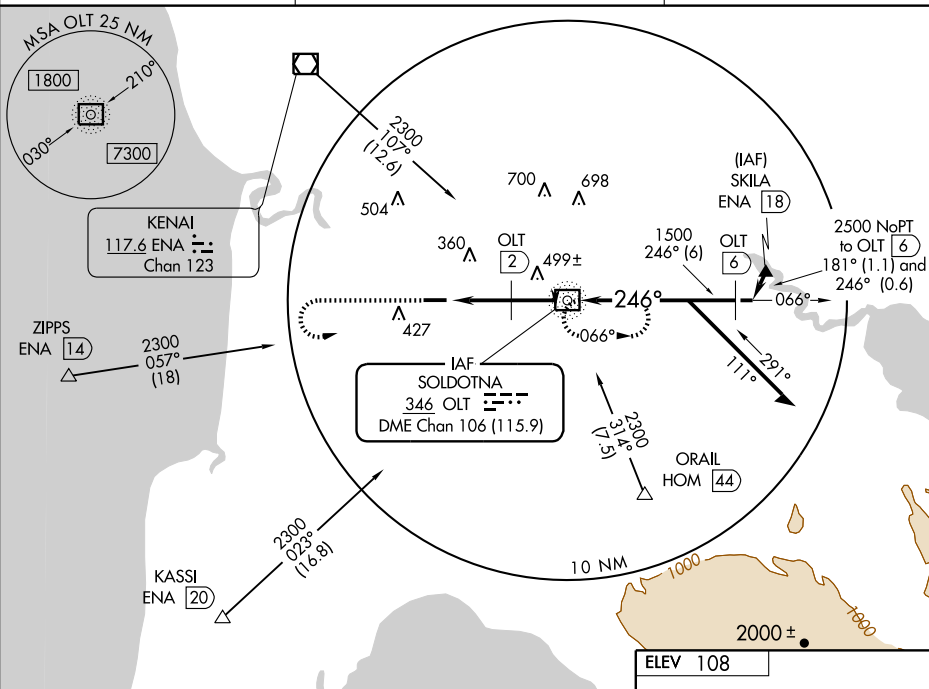 MSA OLT 25 NM
1800
210°
030°
7300
KENAI
117.6 ENA
Chan 123
2300
107°
(12.6)
504
700
698
360
499±
427
OLT
2
(IAF)
SKILA
ENA 18
1500
246° (6)
OLT
6
2500 NoPT
to OLT 6
181° (1.1) and
246° (0.6)
246°
066°
066°
111°
291°
ZIPPS
ENA 14
2300
057°
(18)
IAF
SOLDOTNA
346 OLT
DME Chan 106 (115.9)
2300
314°
(7.5)
ORAIL
HOM 44
2300
023°
(16.8)
KASSI
ENA 20
10 NM
1000
1000
2000 ±
ELEV 108